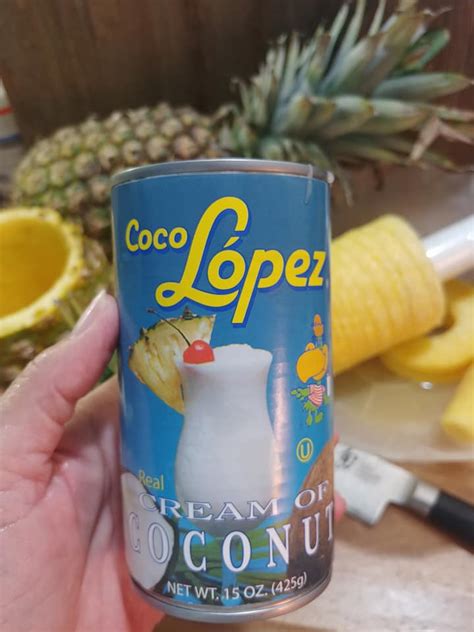 Coco
López
Real
CREAM OF
COCONUT
NET WT. 15 OZ. (425g)
U